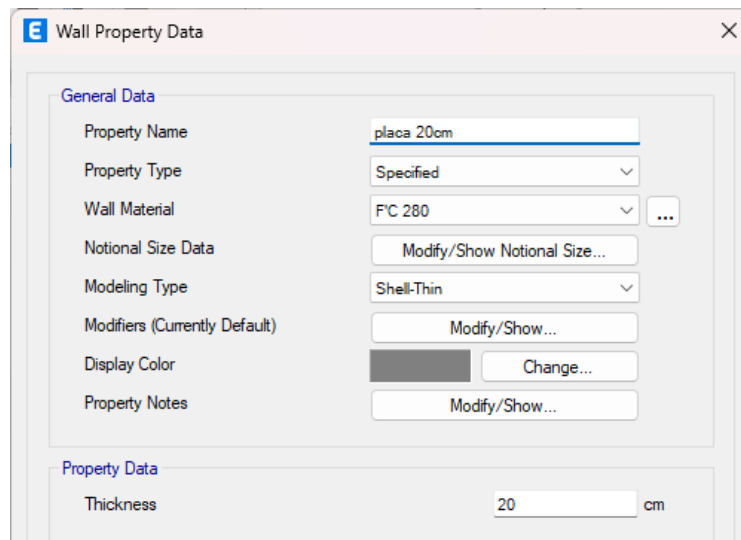 E Wall Property Data
General Data
Property Name placa 20cm
Property Type Specified
Wall Material F'C 280 ...
Notional Size Data Modify/Show Notional Size...
Modeling Type Shell-Thin
Modifiers (Currently Default) Modify/Show...
Display Color Change...
Property Notes Modify/Show...
Property Data
Thickness 20 cm